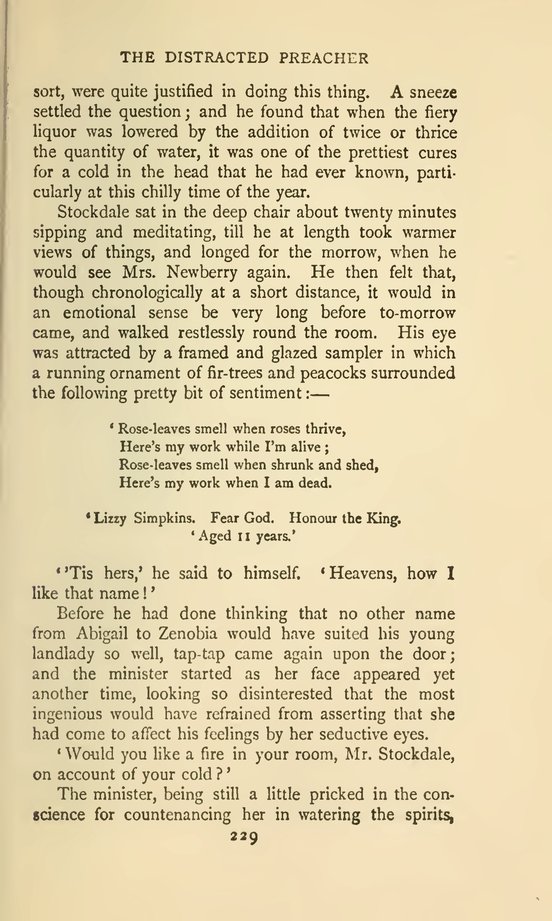 THE DISTRACTED PREACHER
sort, were quite justified in doing this thing. A sneeze
settled the question; and he found that when the fiery
liquor was lowered by the addition of twice or thrice
the quantity of water, it was one of the prettiest cures
for a cold in the head that he had ever known, parti-
cularly at this chilly time of the year.
Stockdale sat in the deep chair about twenty minutes
sipping and meditating, till he at length took warmer
views of things, and longed for the morrow, when he
would see Mrs. Newberry again. He then felt that,
though chronologically at a short distance, it would in
an emotional sense be very long before to-morrow
came, and walked restlessly round the room. His eye
was attracted by a framed and glazed sampler in which
a running ornament of fir-trees and peacocks surrounded
the following pretty bit of sentiment:—
‘Rose-leaves smell when roses thrive,
Here's my work while I'm alive;
Rose-leaves smell when shrunk and shed,
Here's my work when I am dead.
‘Lizzy Simpkins. Fear God. Honour the King.
‘Aged 11 years.’
‘’Tis hers,’ he said to himself. ‘Heavens, how I
like that name!’
Before he had done thinking that no other name
from Abigail to Zenobia would have suited his young
landlady so well, tap-tap came again upon the door;
and the minister started as her face appeared yet
another time, looking so disinterested that the most
ingenious would have refrained from asserting that she
had come to affect his feelings by her seductive eyes.
‘Would you like a fire in your room, Mr. Stockdale,
on account of your cold?’
The minister, being still a little pricked in the con-
science for countenancing her in watering the spirits,
229